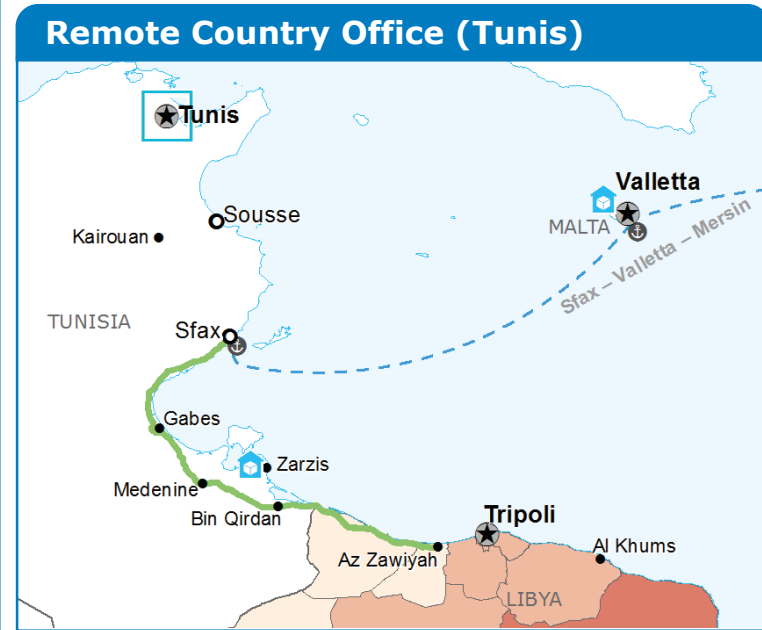 Remote Country Office (Tunis)
Tunis
Valletta
Sousse
MALTA
Kairouan
Sfax – Valletta – Mersin
TUNISIA
Sfax
Gabes
Zarzis
Medenine
Bin Qirdan
Tripoli
Az Zawiyah
Al Khums
LIBYA